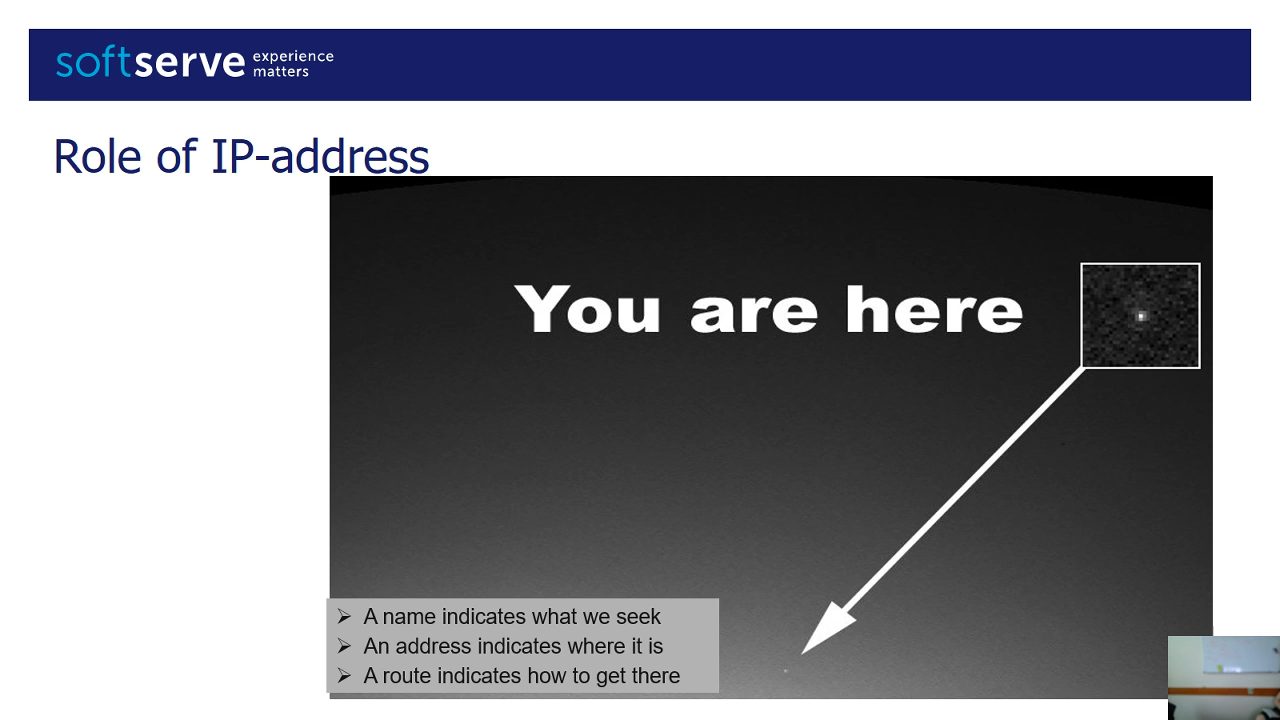 softserve experience
matters
Role of IP-address
You are here
A name indicates what we seek
An address indicates where it is
A route indicates how to get there